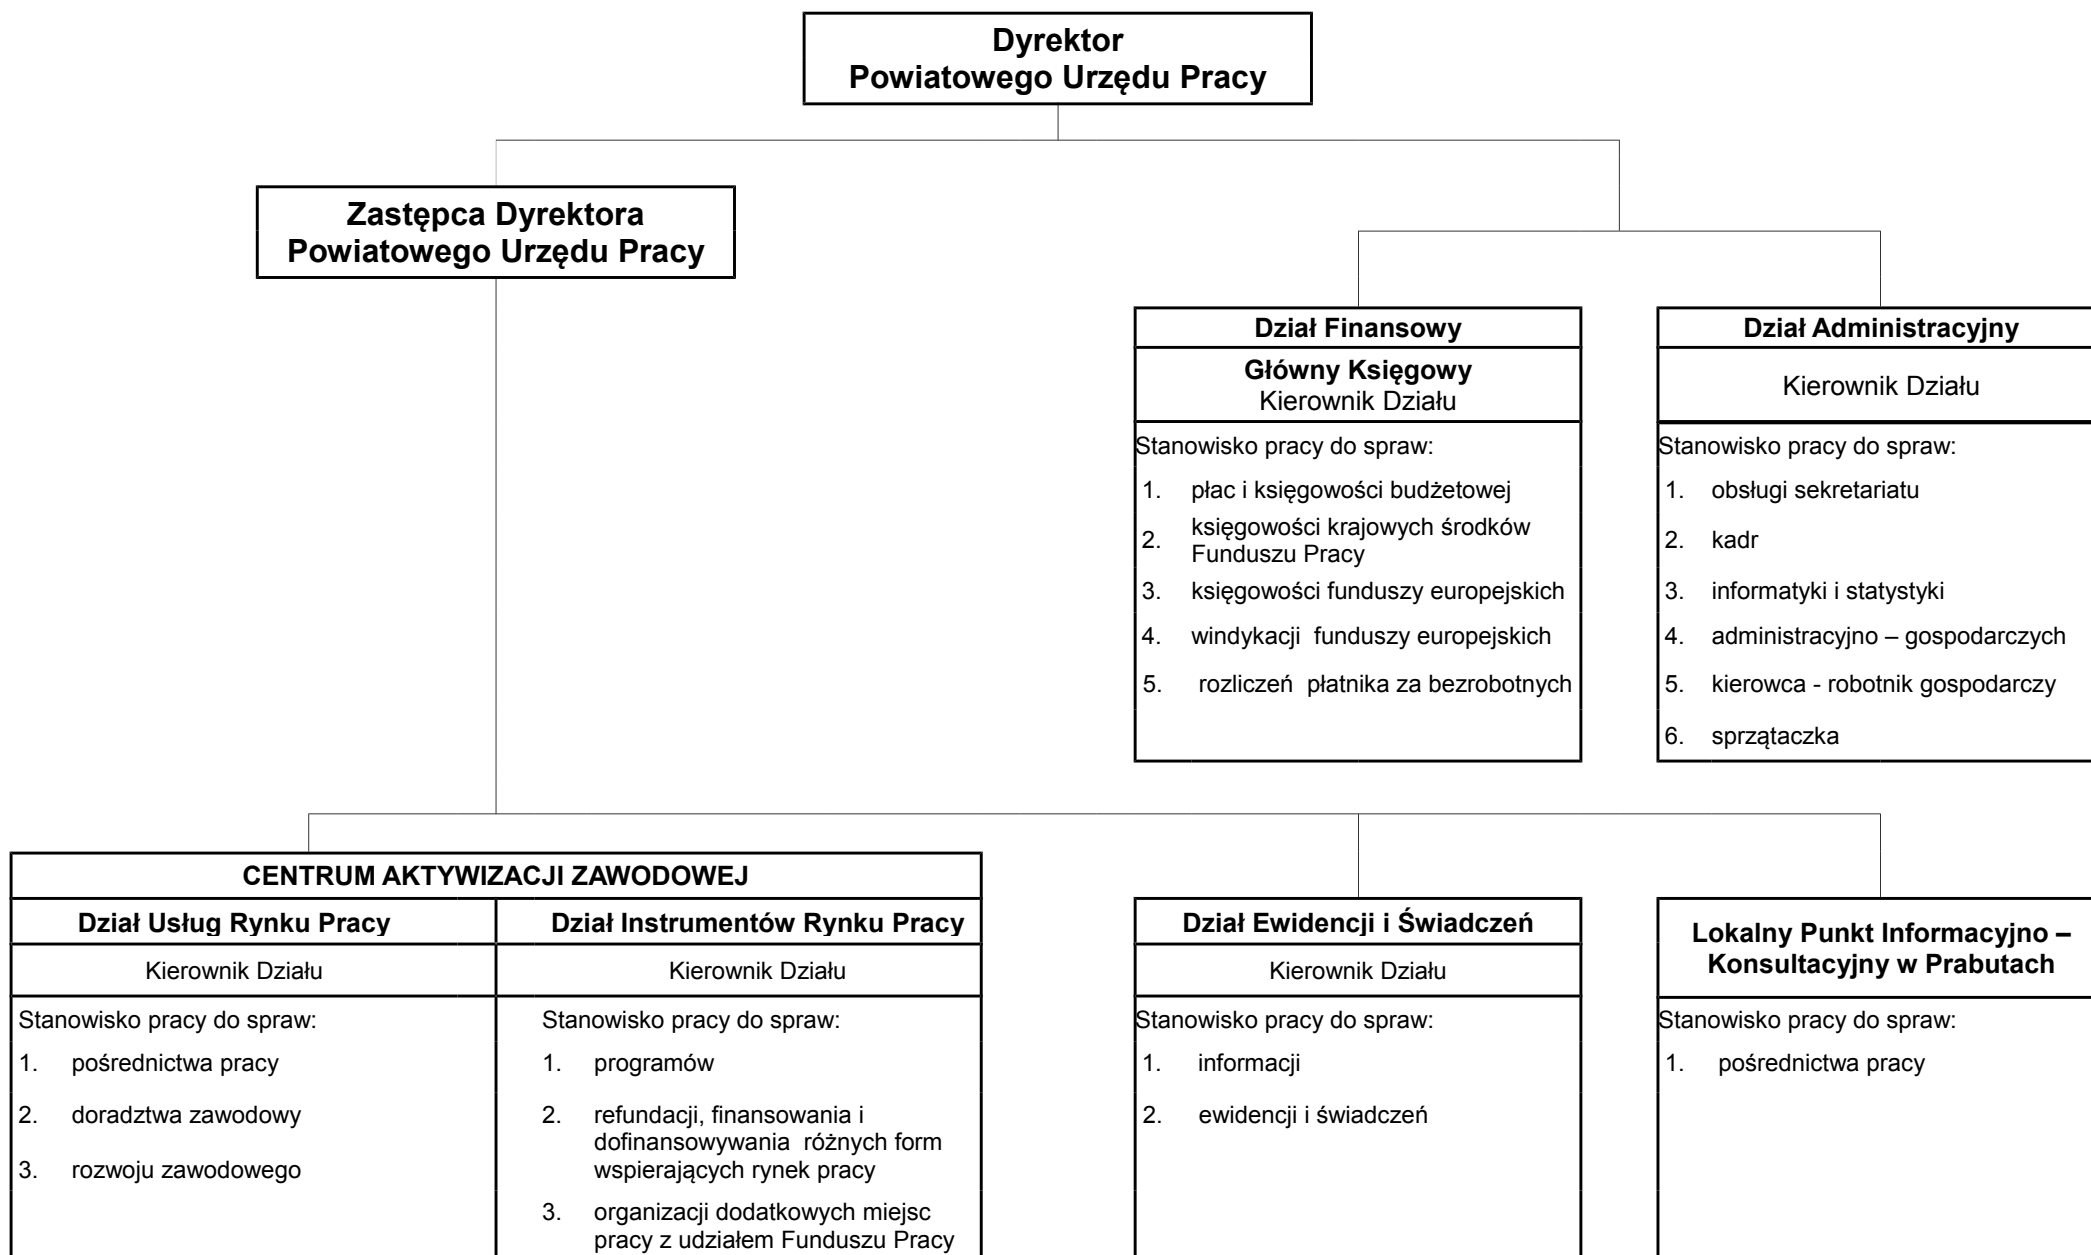 Dyrektor
Powiatowego Urzędu Pracy
Zastępca Dyrektora
Powiatowego Urzędu Pracy
Dział Finansowy
Główny Księgowy
Kierownik Działu
Stanowisko pracy do spraw:
1. płac i księgowości budżetowej
2. księgowości krajowych środków
Funduszu Pracy
3. księgowości funduszy europejskich
4. windykacji funduszy europejskich
5. rozliczeń płatnika za bezrobotnych
Dział Administracyjny
Kierownik Działu
Stanowisko pracy do spraw:
1. obsługi sekretariatu
2. kadr
3. informatyki i statystyki
4. administracyjno – gospodarczych
5. kierowca - robotnik gospodarczy
6. sprzątaczka
CENTRUM AKTYWIZACJI ZAWODOWEJ
Dział Usług Rynku Pracy
Kierownik Działu
Stanowisko pracy do spraw:
1. pośrednictwa pracy
2. doradztwa zawodowy
3. rozwoju zawodowego
Dział Instrumentów Rynku Pracy
Kierownik Działu
Stanowisko pracy do spraw:
1. programów
2. refundacji, finansowania i
dofinansowywania różnych form
wspierających rynek pracy
3. organizacji dodatkowych miejsc
pracy z udziałem Funduszu Pracy
Dział Ewidencji i Świadczeń
Kierownik Działu
Stanowisko pracy do spraw:
1. informacji
2. ewidencji i świadczeń
Lokalny Punkt Informacyjno –
Konsultacyjny w Prabutach
Stanowisko pracy do spraw:
1. pośrednictwa pracy